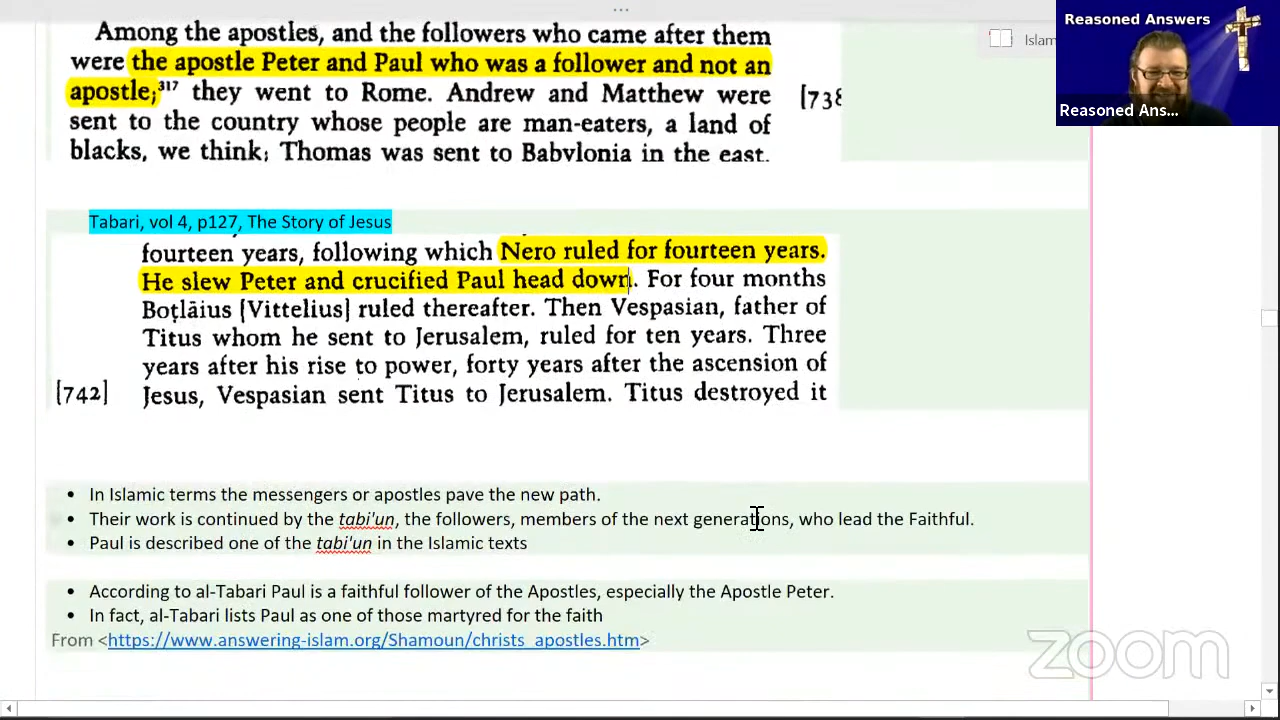 Among the apostles, and the followers who came after them
were the apostle Peter and Paul who was a follower and not an
apostle;³¹⁷ they went to Rome. Andrew and Matthew were [738
sent to the country whose people are man-eaters, a land of
blacks, we think; Thomas was sent to Babylonia in the east.
Islam
Reasoned Answers
Reasoned Ans...
Tabari, vol 4, p127, The Story of Jesus
fourteen years, following which Nero ruled for fourteen years.
He slew Peter and crucified Paul head down. For four months
Boṭlāius [Vittelius] ruled thereafter. Then Vespasian, father of
Titus whom he sent to Jerusalem, ruled for ten years. Three
years after his rise to power, forty years after the ascension of
[742] Jesus, Vespasian sent Titus to Jerusalem. Titus destroyed it
• In Islamic terms the messengers or apostles pave the new path.
• Their work is continued by the tabi'un, the followers, members of the next generations, who lead the Faithful.
• Paul is described one of the tabi'un in the Islamic texts
• According to al-Tabari Paul is a faithful follower of the Apostles, especially the Apostle Peter.
• In fact, al-Tabari lists Paul as one of those martyred for the faith
From <https://www.answering-islam.org/Shamoun/christs_apostles.htm>
zoom